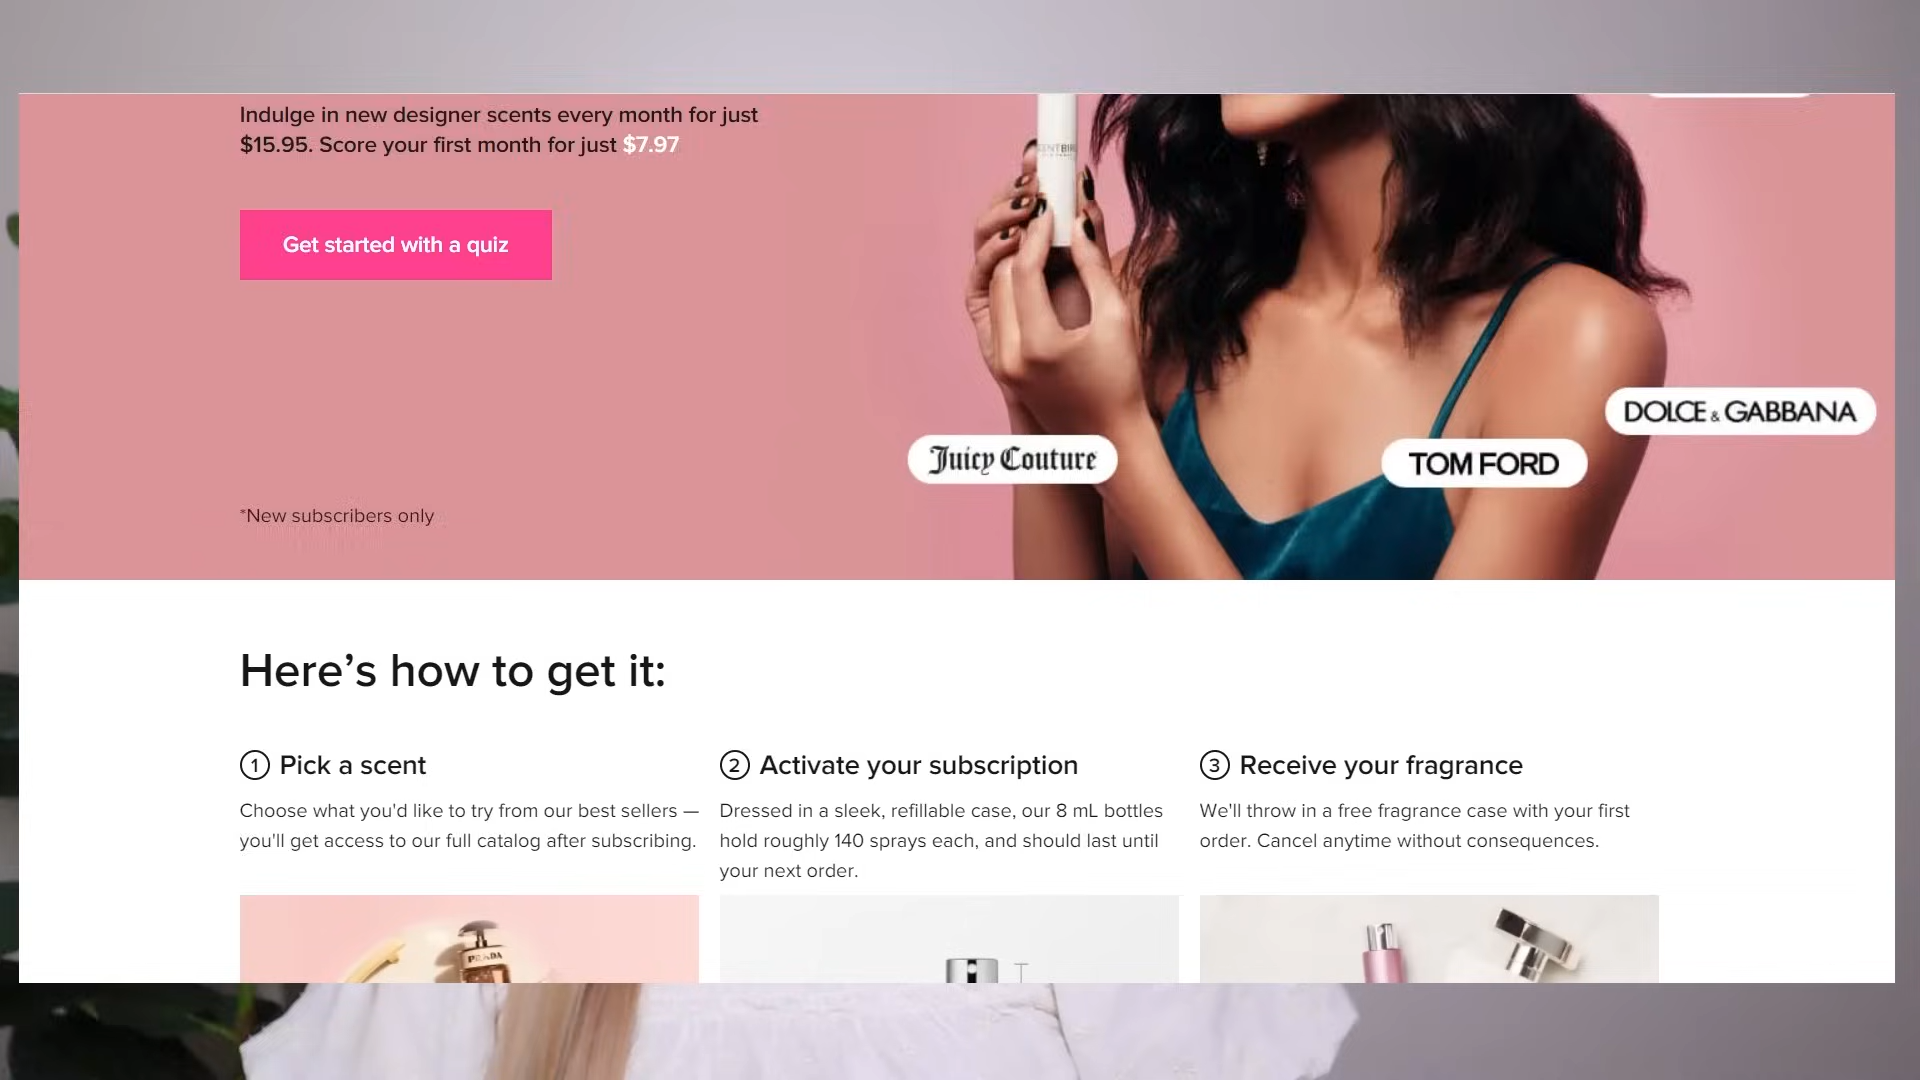 Indulge in new designer scents every month for just
$15.95. Score your first month for just $7.97
Get started with a quiz
Juicy Couture
TOM FORD
DOLCE & GABBANA
*New subscribers only
Here’s how to get it:
1 Pick a scent
Choose what you'd like to try from our best sellers —
you'll get access to our full catalog after subscribing.
2 Activate your subscription
Dressed in a sleek, refillable case, our 8 mL bottles
hold roughly 140 sprays each, and should last until
your next order.
3 Receive your fragrance
We'll throw in a free fragrance case with your first
order. Cancel anytime without consequences.
PRADA